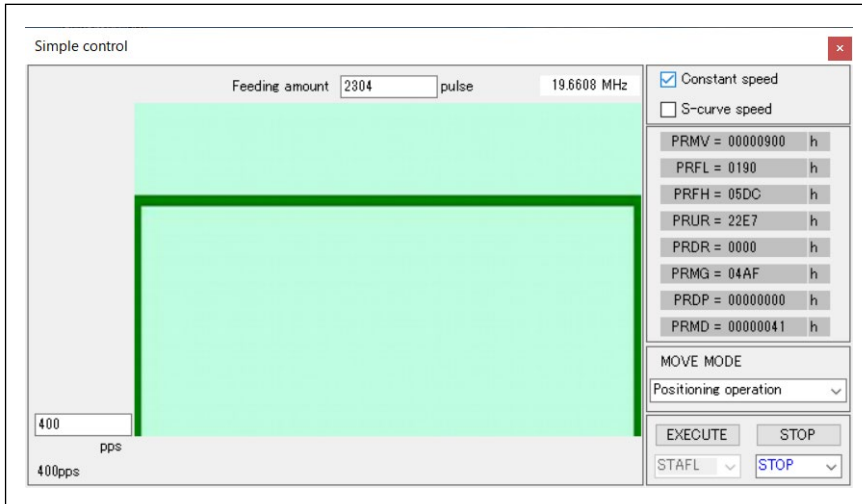 Simple control
×
Feeding amount 2304 pulse 19.6608 MHz
Constant speed
S-curve speed
PRMV = 00000900 h
PRFL = 0190 h
PRFH = 05DC h
PRUR = 22E7 h
PRDR = 0000 h
PRMG = 04AF h
PRDP = 00000000 h
PRMD = 00000041 h
MOVE MODE
Positioning operation
400
pps
400pps
EXECUTE STOP
STAFL STOP